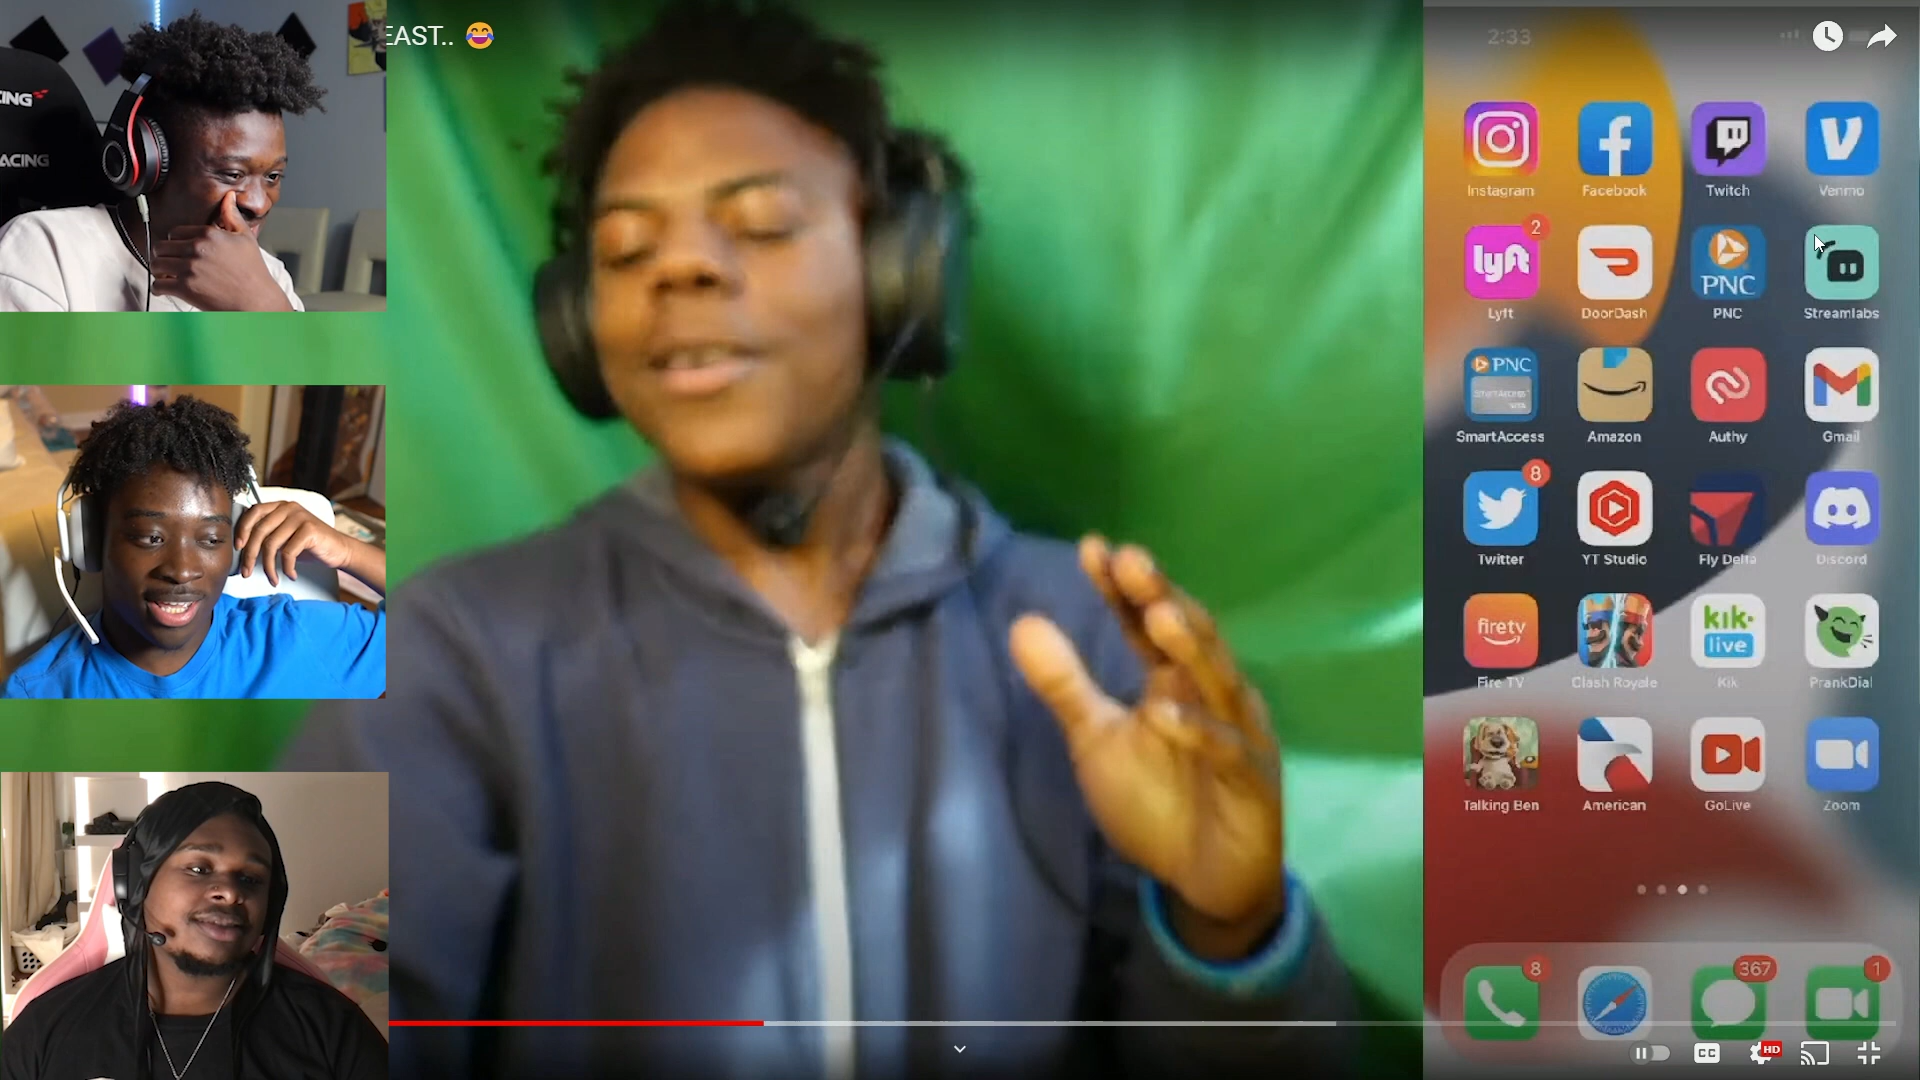 EAST.. 😂
2:33
ING
ACING
Instagram Facebook Twitch Venmo
2
lyft PNC
Lyft DoorDash PNC Streamlabs
PNC
SmartAccess Amazon Authy Gmail
8
Twitter YT Studio Fly Delta Discord
firetv kik· live
Fire TV Clash Royale Kik PrankDial
Talking Ben American GoLive Zoom
8 367 1
CC HD